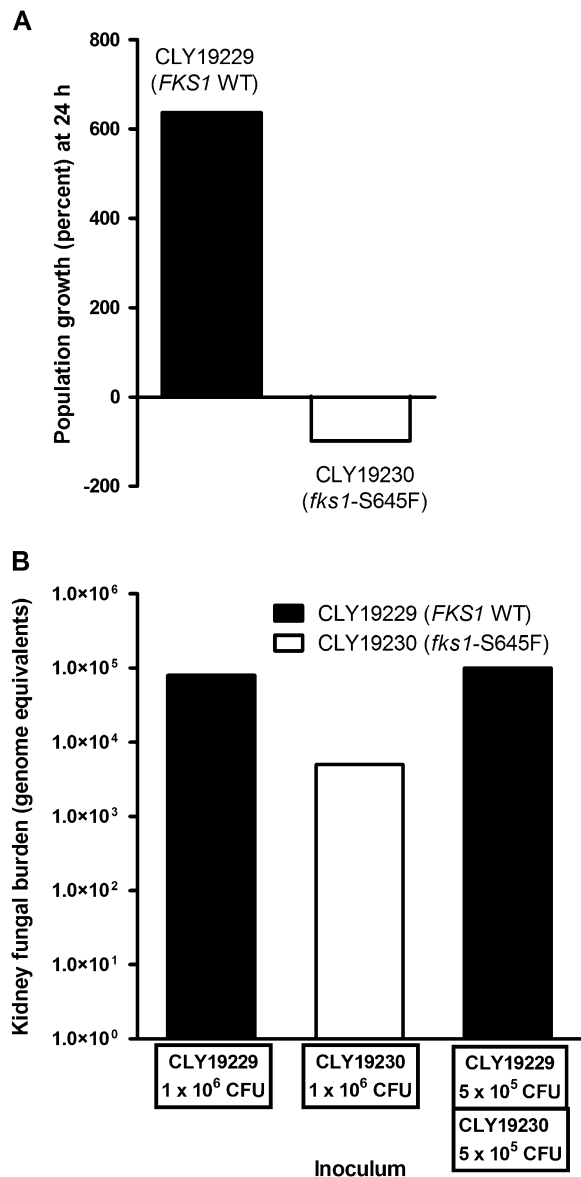 A
800
600
400
200
0
-200
Population growth (percent) at 24 h
CLY19229
(FKS1 WT)
CLY19230
(fks1-S645F)
B
1.0×10⁶
1.0×10⁵
1.0×10⁴
1.0×10³
1.0×10²
1.0×10¹
1.0×10⁰
Kidney fungal burden (genome equivalents)
CLY19229 (FKS1 WT)
CLY19230 (fks1-S645F)
CLY19229
1 x 10⁶ CFU
CLY19230
1 x 10⁶ CFU
CLY19229
5 x 10⁵ CFU
CLY19230
5 x 10⁵ CFU
Inoculum